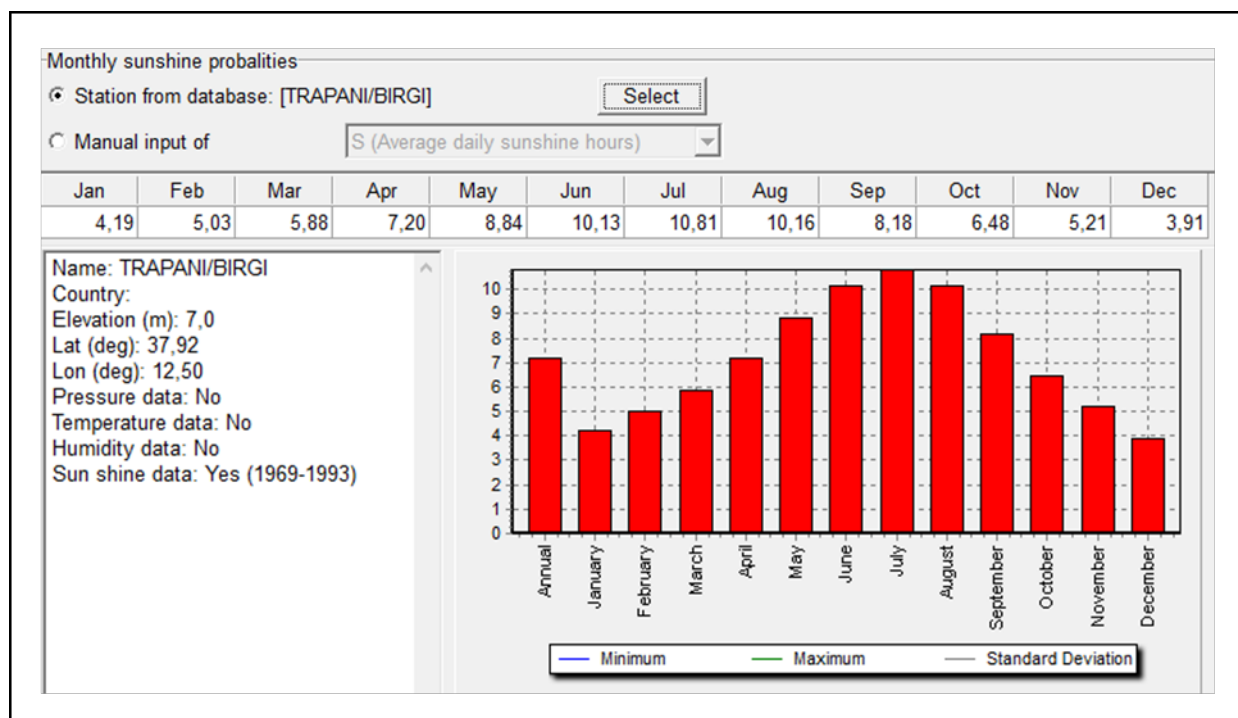 Monthly sunshine probalities
Station from database: [TRAPANI/BIRGI] Select
Manual input of S (Average daily sunshine hours)
Jan Feb Mar Apr May Jun Jul Aug Sep Oct Nov Dec
4,19 5,03 5,88 7,20 8,84 10,13 10,81 10,16 8,18 6,48 5,21 3,91
Name: TRAPANI/BIRGI
Country:
Elevation (m): 7,0
Lat (deg): 37,92
Lon (deg): 12,50
Pressure data: No
Temperature data: No
Humidity data: No
Sun shine data: Yes (1969-1993)
10
9
8
7
6
5
4
3
2
1
0
Annual January February March April May June July August September October November December
Minimum Maximum Standard Deviation